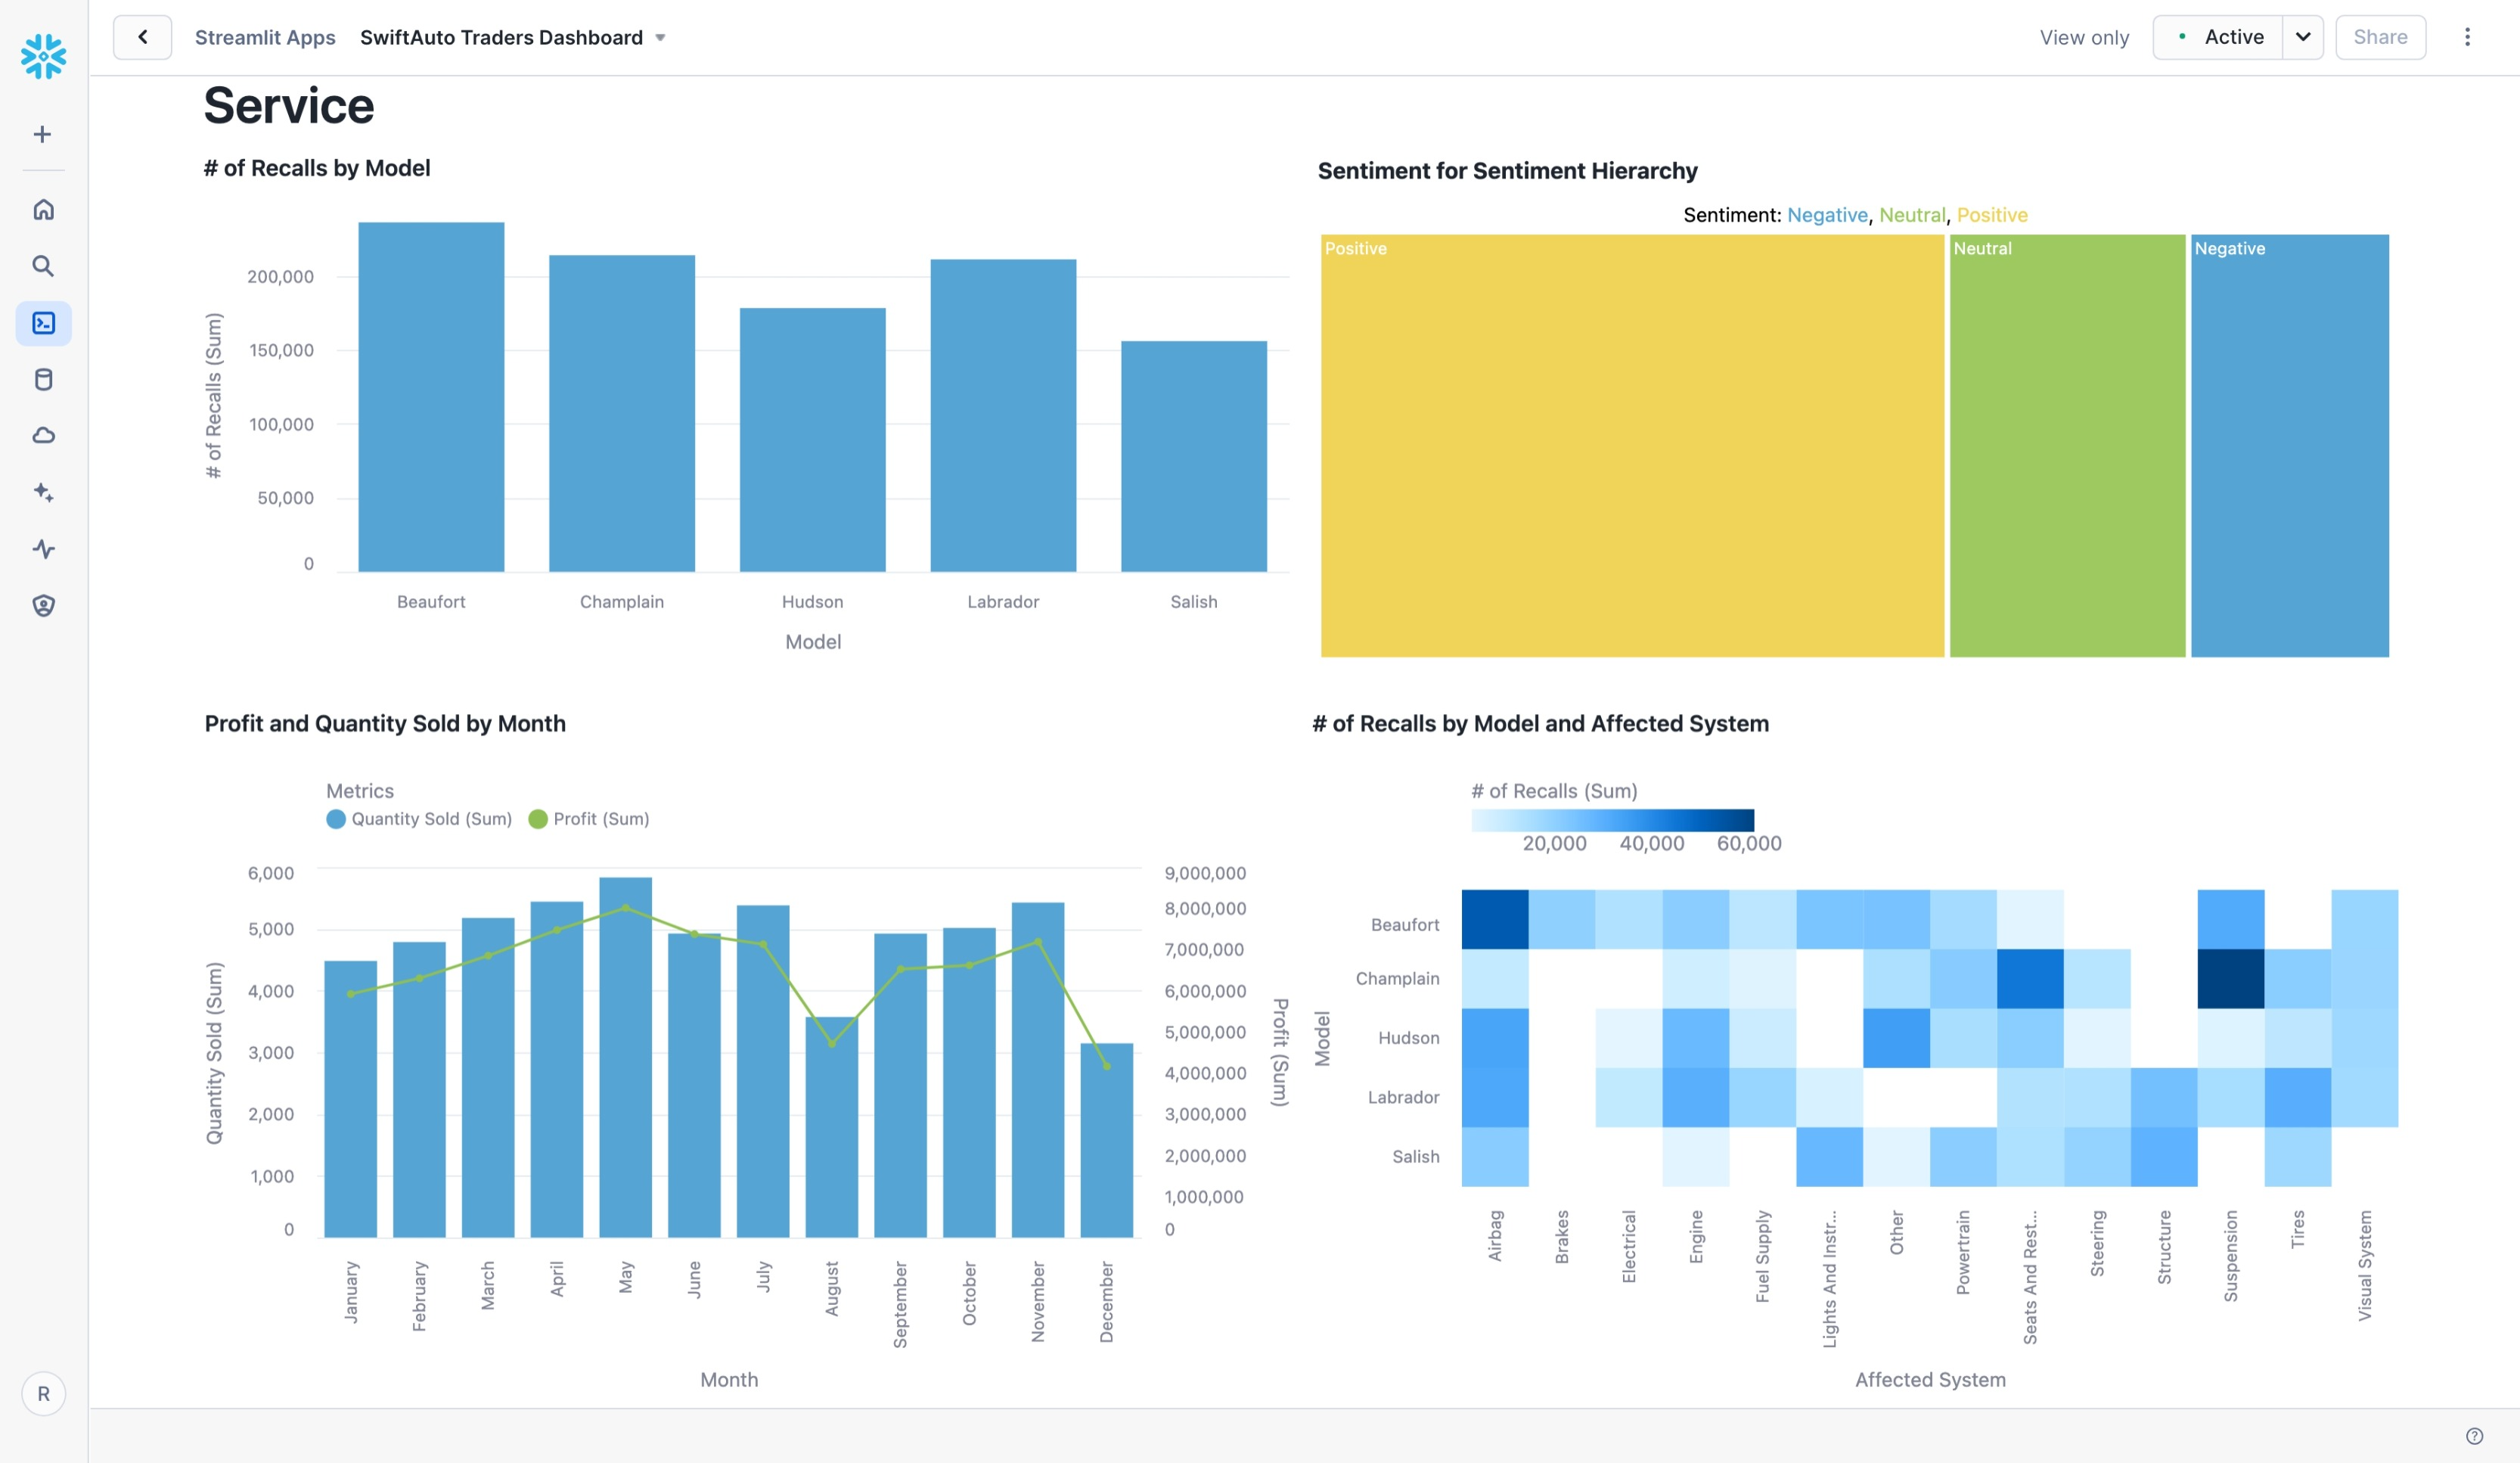 Streamlit Apps
SwiftAuto Traders Dashboard
View only
Active
Share
Service
# of Recalls by Model
# of Recalls (Sum)
200,000
150,000
100,000
50,000
0
Beaufort
Champlain
Hudson
Labrador
Salish
Model
Sentiment for Sentiment Hierarchy
Sentiment: Negative, Neutral, Positive
Positive
Neutral
Negative
Profit and Quantity Sold by Month
Metrics
Quantity Sold (Sum)
Profit (Sum)
Quantity Sold (Sum)
6,000
5,000
4,000
3,000
2,000
1,000
0
9,000,000
8,000,000
7,000,000
6,000,000
5,000,000
4,000,000
3,000,000
2,000,000
1,000,000
0
Profit (Sum)
January
February
March
April
May
June
July
August
September
October
November
December
Month
# of Recalls by Model and Affected System
# of Recalls (Sum)
20,000
40,000
60,000
Model
Beaufort
Champlain
Hudson
Labrador
Salish
Airbag
Brakes
Electrical
Engine
Fuel Supply
Lights And Instr...
Other
Powertrain
Seats And Rest...
Steering
Structure
Suspension
Tires
Visual System
Affected System
R